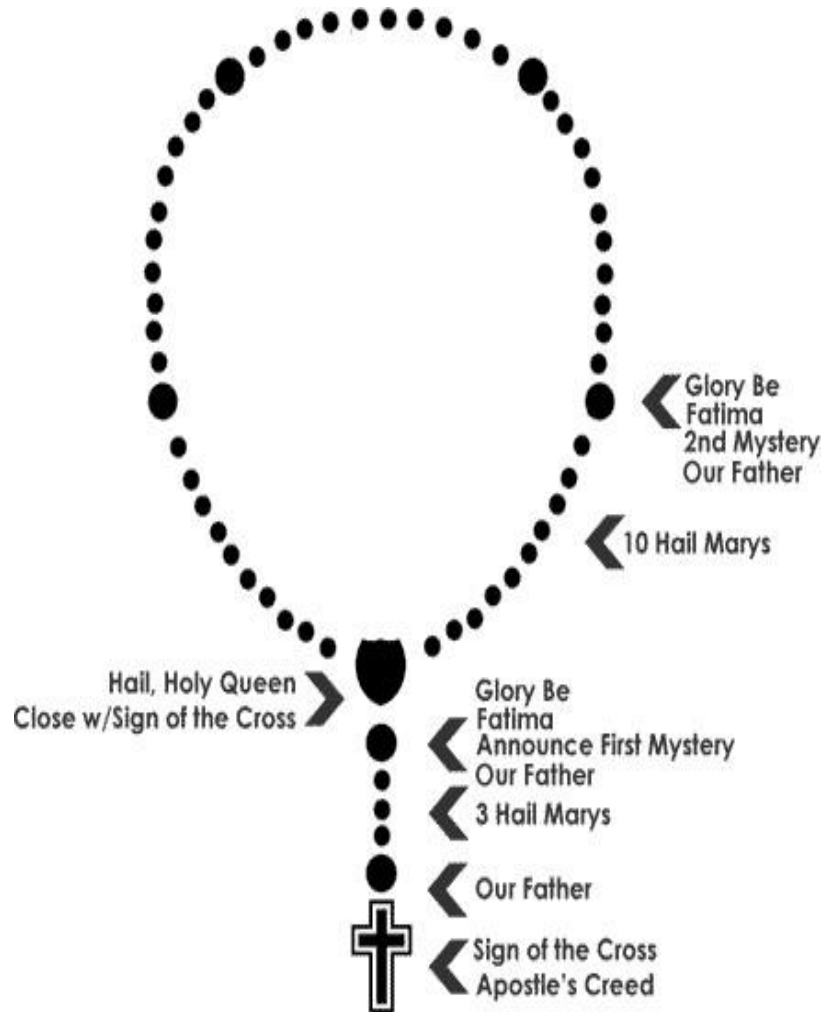 Glory Be
Fatima
2nd Mystery
Our Father
10 Hail Marys
Hail, Holy Queen
Close w/Sign of the Cross
Glory Be
Fatima
Announce First Mystery
Our Father
3 Hail Marys
Our Father
Sign of the Cross
Apostle's Creed